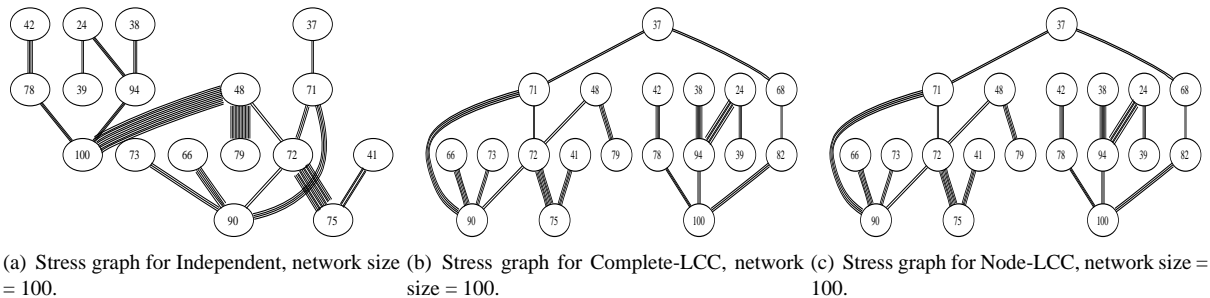 42 24 38 37
78 39 94 48 71
100 73 66 79 72 41
90 75
(a) Stress graph for Independent, network size
= 100.
37
71 48 42 38 24 68
66 73 72 41 79 78 94 39 82
90 75 100
(b) Stress graph for Complete-LCC, network
size = 100.
37
71 48 42 38 24 68
66 73 72 41 79 78 94 39 82
90 75 100
(c) Stress graph for Node-LCC, network size =
100.